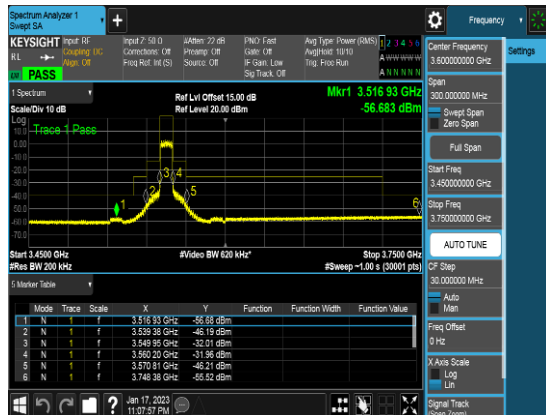 Spectrum Analyzer 1
Swept SA
+
Frequency
KEYSIGHT Input: RF
RL
Coupling: DC
Align: Off
Input Z: 50 Ω
Corrections: Off
Freq Ref: Int (S)
#Atten: 22 dB
Preamp: Off
Source: Off
PNO: Fast
Gate: Off
IF Gain: Low
Sig Track: Off
Avg Type: Power (RMS)
Avg|Hold: 10/10
Trig: Free Run
1 2 3 4 5 6
A W W W W W
A N N N N N
PASS
1 Spectrum
Scale/Div 10 dB
Ref Lvl Offset 15.00 dB
Ref Level 20.00 dBm
Mkr1 3.516 93 GHz
-56.683 dBm
Log
Trace 1 Pass
10.0
0.00
-10.0
-20.0
-30.0
-40.0
-50.0
-60.0
-70.0
1
2
3
4
5
6
Start 3.4500 GHz
#Res BW 200 kHz
#Video BW 620 kHz*
Stop 3.7500 GHz
#Sweep ~1.00 s (30001 pts)
5 Marker Table
Mode Trace Scale X Y Function Function Width Function Value
1 N 1 f 3.516 93 GHz -56.68 dBm
2 N 1 f 3.539 38 GHz -46.19 dBm
3 N 1 f 3.549 95 GHz -32.01 dBm
4 N 1 f 3.560 20 GHz -31.96 dBm
5 N 1 f 3.570 81 GHz -46.21 dBm
6 N 1 f 3.748 38 GHz -55.52 dBm
?
Jan 17, 2023
11:07:57 PM
Center Frequency
3.600000000 GHz
Settings
Span
300.000000 MHz
Swept Span
Zero Span
Full Span
Start Freq
3.450000000 GHz
Stop Freq
3.750000000 GHz
AUTO TUNE
CF Step
30.000000 MHz
Auto
Man
Freq Offset
0 Hz
X Axis Scale
Log
Lin
Signal Track
(Span Zoom)